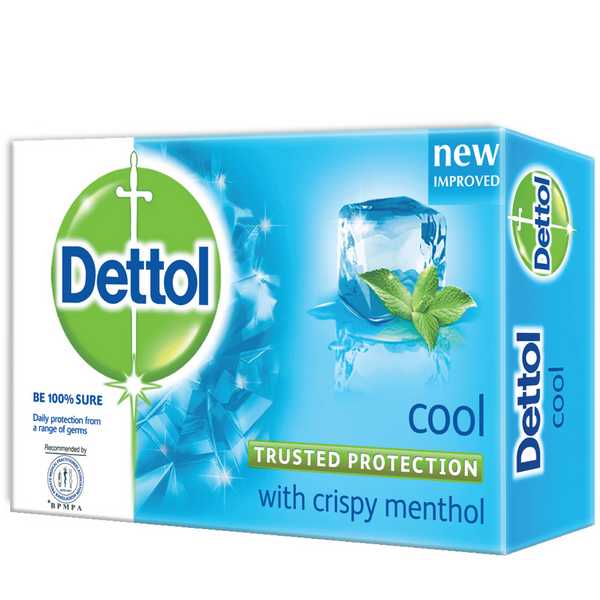 Dettol
BE 100% SURE
Daily protection from
a range of germs
Recommended by
*BPMPA
new
IMPROVED
cool
TRUSTED PROTECTION
with crispy menthol
Dettol
cool